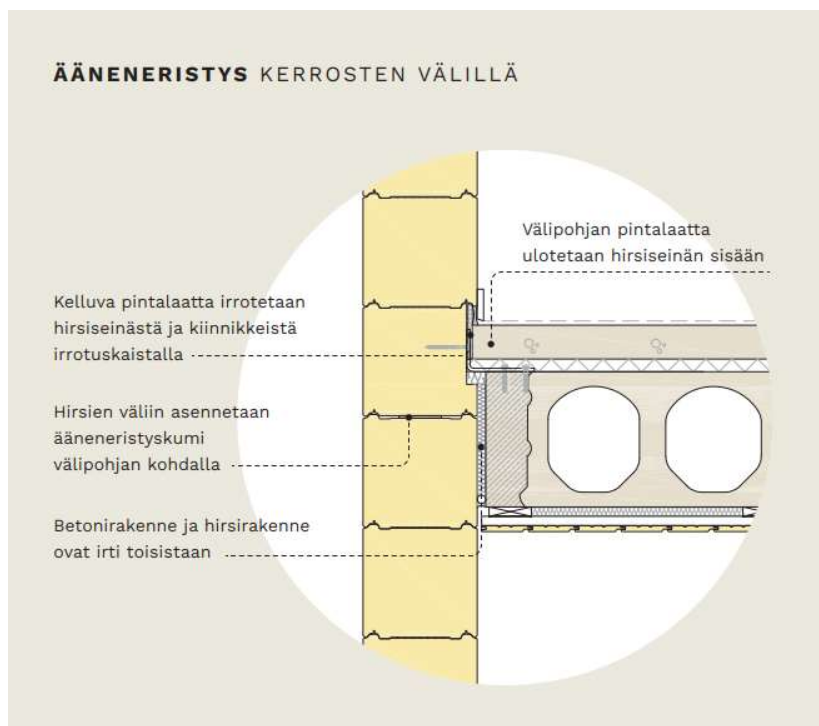 ÄÄNENERISTYS KERROSTEN VÄLILLÄ
Välipohjan pintalaatta
ulotetaan hirsiseinän sisään
Kelluva pintalaatta irrotetaan
hirsiseinästä ja kiinnikkeistä
irrotuskaistalla
Hirsien väliin asennetaan
ääneneristyskumi
välipohjan kohdalla
Betonirakenne ja hirsirakenne
ovat irti toisistaan